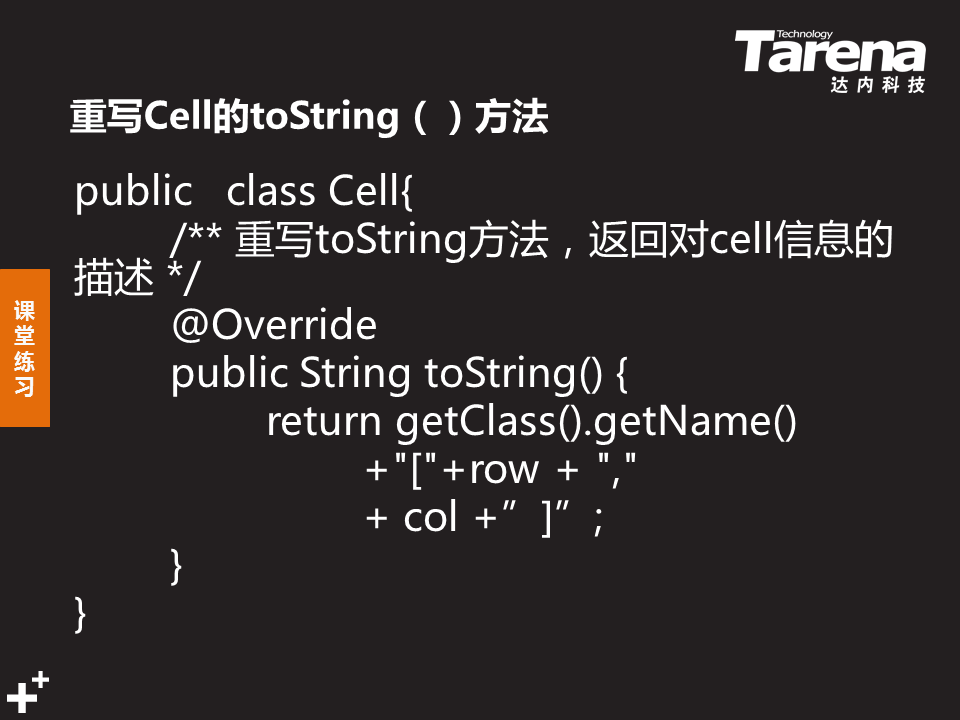 Technology
Tarena
达内科技
重写Cell的toString（）方法
public   class Cell{
/** 重写toString方法，返回对cell信息的
描述 */
@Override
public String toString() {
return getClass().getName()
+"["+row + ","
+ col +”]”;
}
}
课
堂
练
习